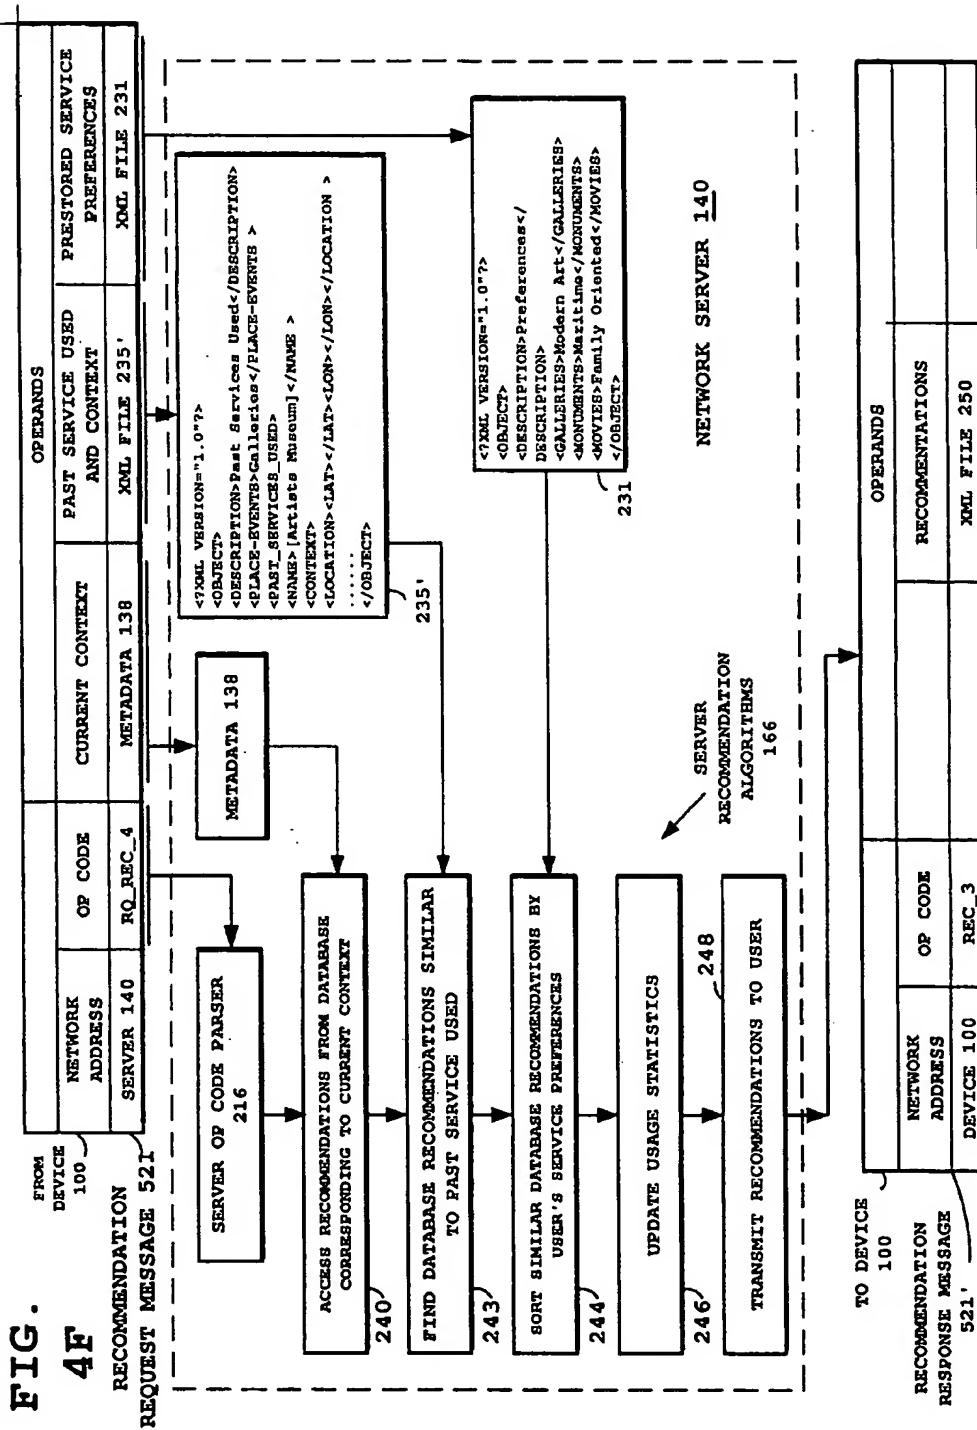 FIG.
4F
FROM
DEVICE
100
RECOMMENDATION
REQUEST MESSAGE 521
OPERANDS
NETWORK
ADDRESS
OP CODE
CURRENT CONTEXT
PAST SERVICE USED
AND CONTEXT
PRESTORED SERVICE
PREFERENCES
SERVER 140
RQ_REC_4
METADATA 138
XML FILE 235'
XML FILE 231
SERVER OP CODE PARSER
216
METADATA 138
<?XML VERSION="1.0"?>
<OBJECT>
<DESCRIPTION>Past Services Used</DESCRIPTION>
<PLACE-EVENTS>Galleries</PLACE-EVENTS >
<PAST_SERVICES_USED>
<NAME>[Artists Museum]</NAME >
<CONTEXT>
<LOCATION><LAT></LAT><LON></LON></LOCATION >
......
</OBJECT>
235'
ACCESS RECOMMENDATIONS FROM DATABASE
CORRESPONDING TO CURRENT CONTEXT
240
FIND DATABASE RECOMMENDATIONS SIMILAR
TO PAST SERVICE USED
243
<?XML VERSION="1.0"?>
<OBJECT>
<DESCRIPTION>Preferences</
DESCRIPTION>
<GALLERIES>Modern Art</GALLERIES>
<MONUMENTS>Maritime</MONUMENTS>
<MOVIES>Family Oriented</MOVIES>
</OBJECT>
231
SORT SIMILAR DATABASE RECOMMENDATIONS BY
USER'S SERVICE PREFERENCES
244
UPDATE USAGE STATISTICS
246
SERVER
RECOMMENDATION
ALGORITHMS
166
NETWORK SERVER 140
248
TRANSMIT RECOMMENDATIONS TO USER
TO DEVICE
100
RECOMMENDATION
RESPONSE MESSAGE
521'
OPERANDS
NETWORK
ADDRESS
OP CODE
RECOMMENTATIONS
DEVICE 100
REC_3
XML FILE 250